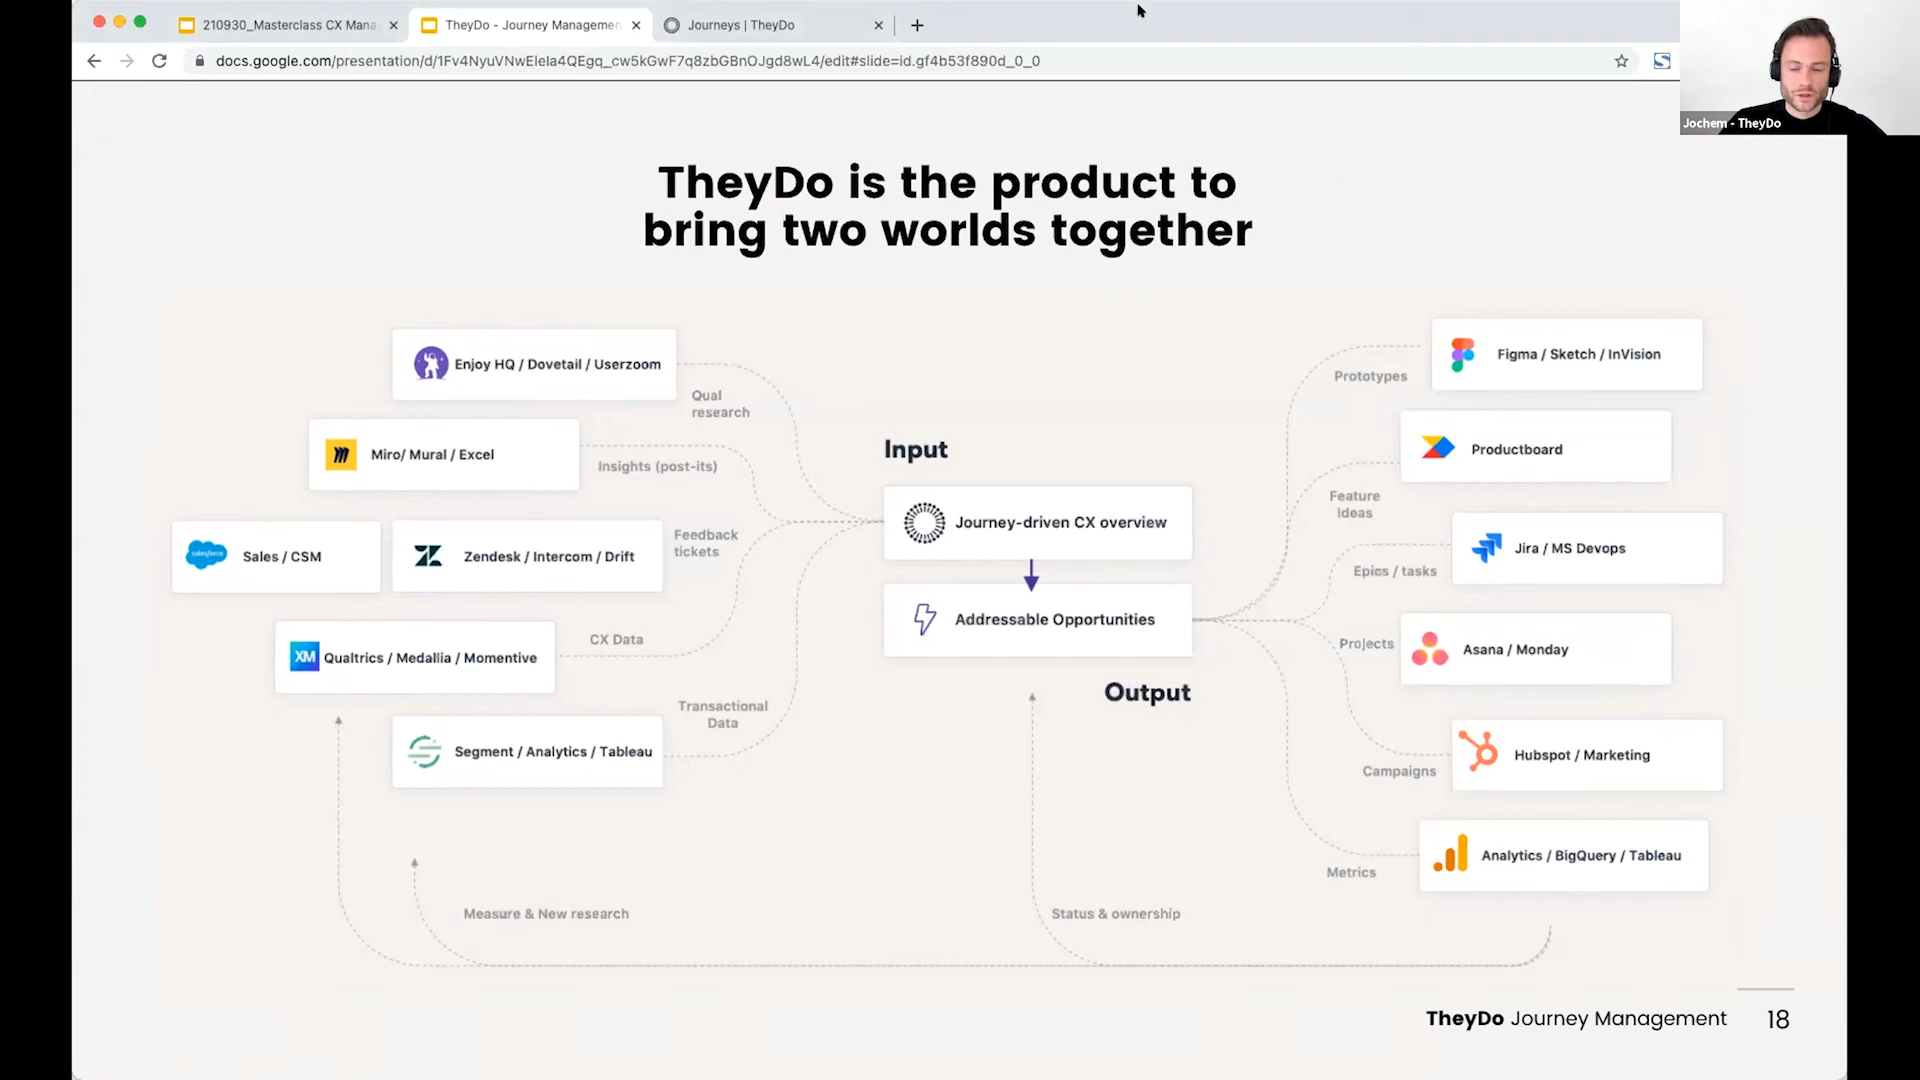 210930_Masterclass CX Mana
TheyDo - Journey Managemen
Journeys | TheyDo
docs.google.com/presentation/d/1Fv4NyuVNwElela4QEgq_cw5kGwF7q8zbGBnOJgd8wL4/edit#slide=id.gf4b53f890d_0_0
Jochem - TheyDo
TheyDo is the product to
bring two worlds together
Enjoy HQ / Dovetail / Userzoom
Qual
research
Miro/ Mural / Excel
Insights (post-its)
salesforce
Sales / CSM
Zendesk / Intercom / Drift
Feedback
tickets
XM
Qualtrics / Medallia / Momentive
CX Data
Segment / Analytics / Tableau
Transactional
Data
Input
Journey-driven CX overview
Addressable Opportunities
Output
Prototypes
Figma / Sketch / InVision
Productboard
Feature
Ideas
Jira / MS Devops
Epics / tasks
Projects
Asana / Monday
Hubspot / Marketing
Campaigns
Analytics / BigQuery / Tableau
Metrics
Measure & New research
Status & ownership
TheyDo Journey Management
18